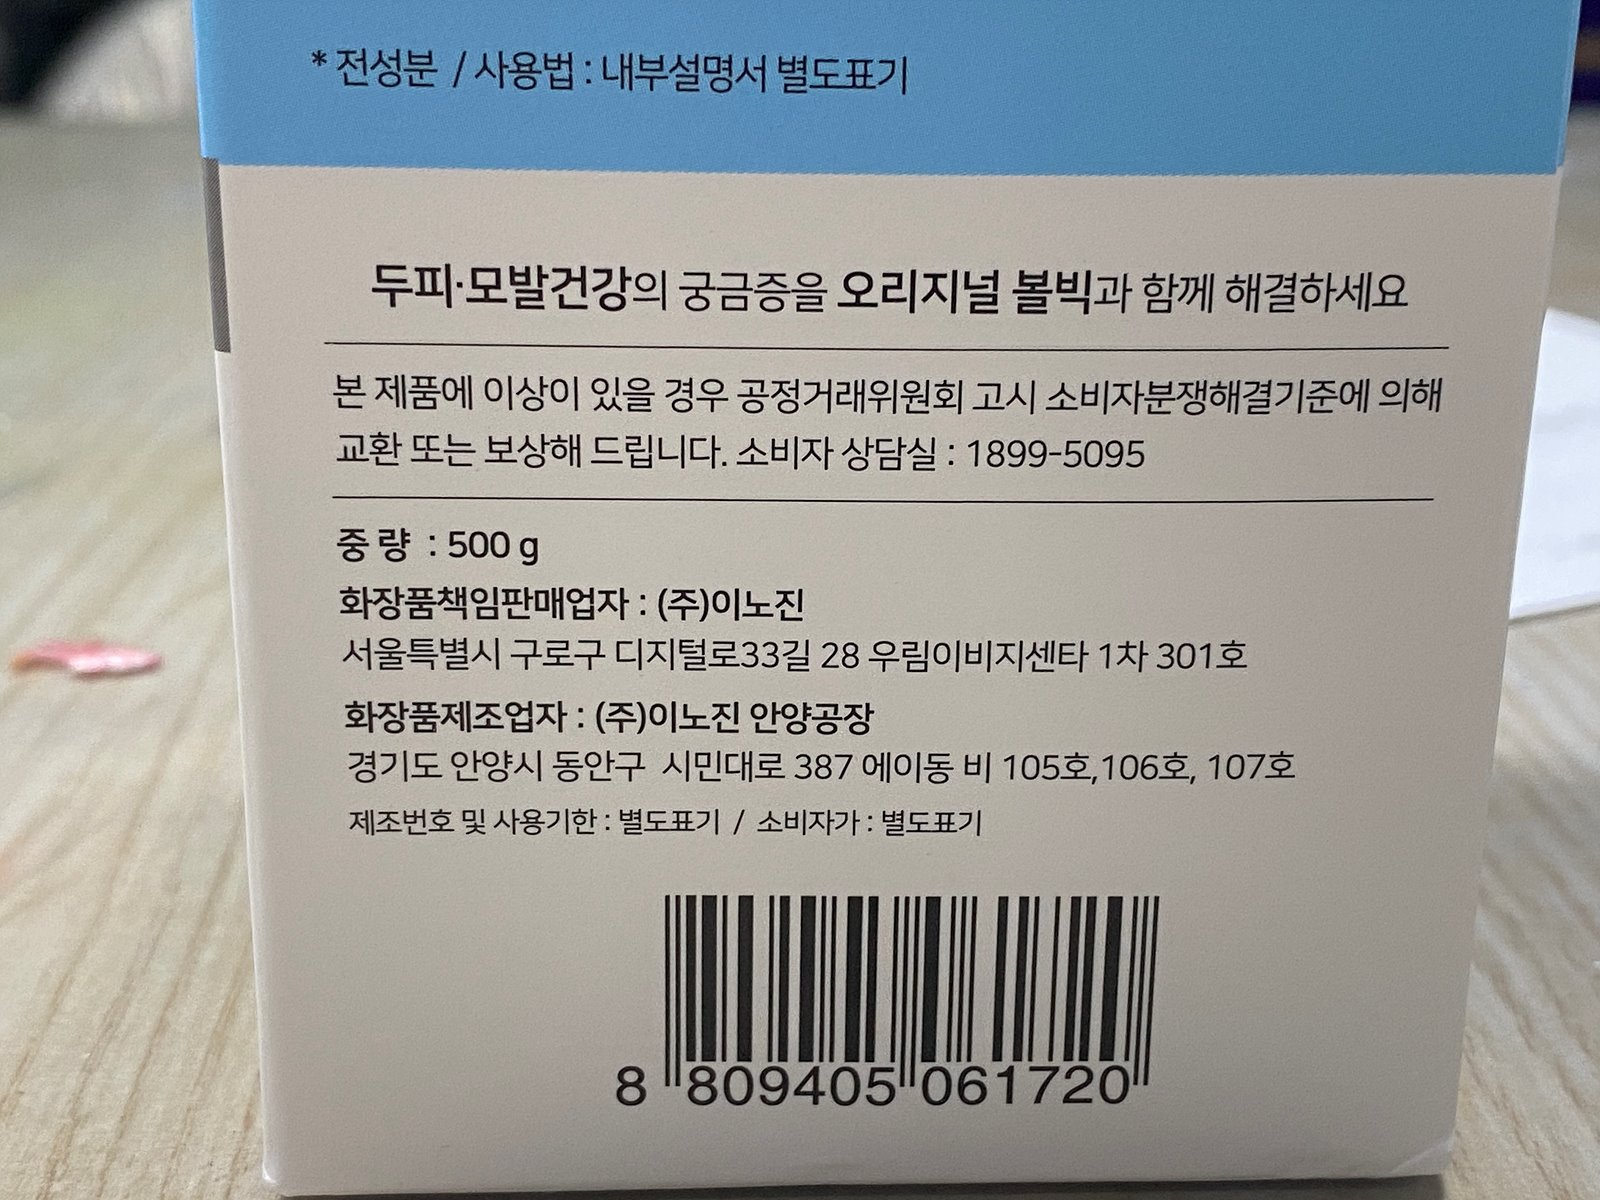 * 전성분 / 사용법 : 내부설명서 별도표기
두피·모발건강의 궁금증을 오리지널 볼빅과 함께 해결하세요
본 제품에 이상이 있을 경우 공정거래위원회 고시 소비자분쟁해결기준에 의해
교환 또는 보상해 드립니다. 소비자 상담실 : 1899-5095
중 량 : 500 g
화장품책임판매업자 : (주)이노진
서울특별시 구로구 디지털로33길 28 우림이비지센타 1차 301호
화장품제조업자 : (주)이노진 안양공장
경기도 안양시 동안구 시민대로 387 에이동 비 105호,106호, 107호
제조번호 및 사용기한 : 별도표기 / 소비자가 : 별도표기
8 809405 061720